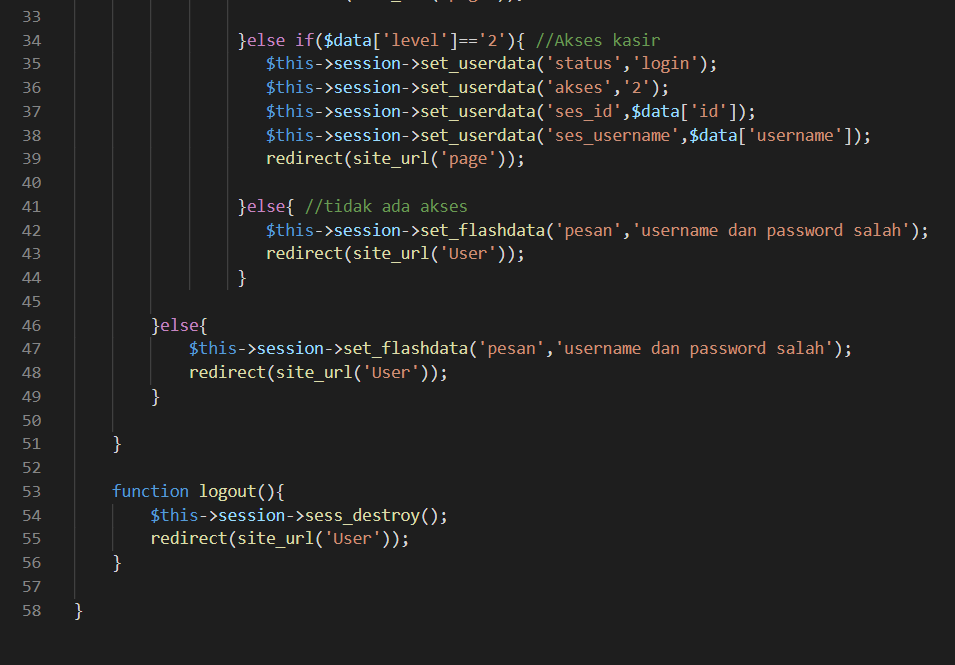 33
34 }else if($data['level']=='2'){ //Akses kasir
35 $this->session->set_userdata('status','login');
36 $this->session->set_userdata('akses','2');
37 $this->session->set_userdata('ses_id',$data['id']);
38 $this->session->set_userdata('ses_username',$data['username']);
39 redirect(site_url('page'));
40
41 }else{ //tidak ada akses
42 $this->session->set_flashdata('pesan','username dan password salah');
43 redirect(site_url('User'));
44 }
45
46 }else{
47 $this->session->set_flashdata('pesan','username dan password salah');
48 redirect(site_url('User'));
49 }
50
51 }
52
53 function logout(){
54 $this->session->sess_destroy();
55 redirect(site_url('User'));
56 }
57
58 }